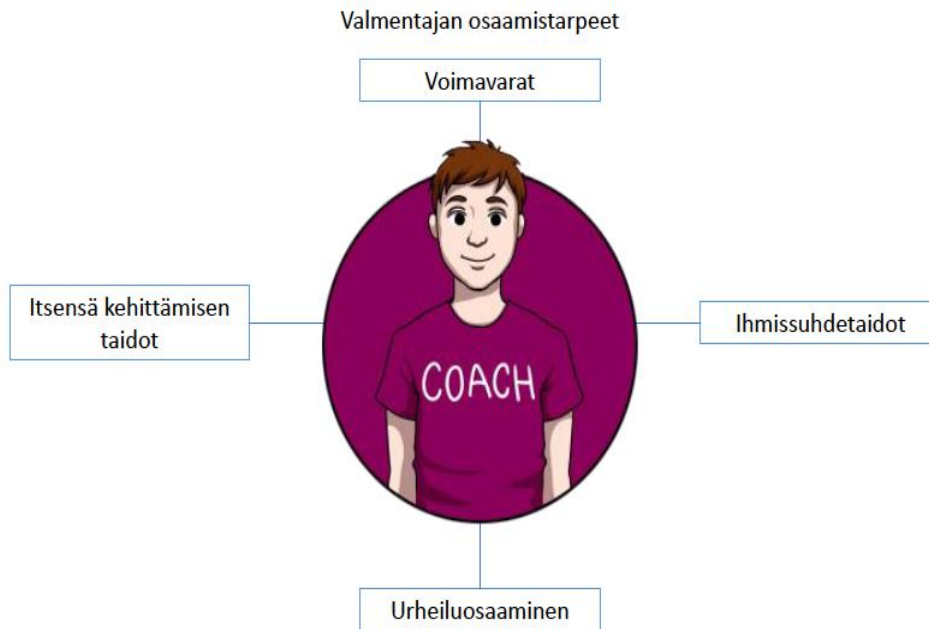 Valmentajan osaamistarpeet
Voimavarat
Itsensä kehittämisen
taidot
Ihmissuhdetaidot
COACH
Urheiluosaaminen